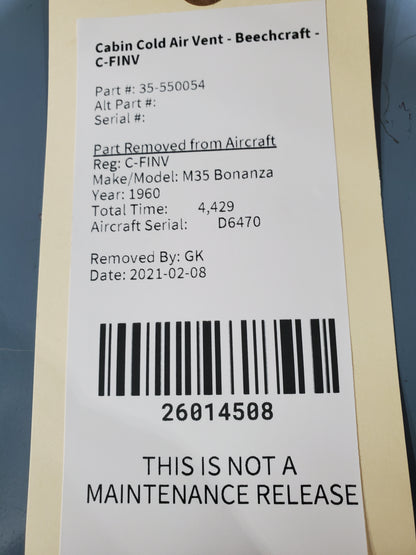 Cabin Cold Air Vent - Beechcraft -
C-FINV
Part #: 35-550054
Alt Part #:
Serial #:
Part Removed from Aircraft
Reg: C-FINV
Make/Model: M35 Bonanza
Year: 1960
Total Time: 4,429
Aircraft Serial: D6470
Removed By: GK
Date: 2021-02-08
26014508
THIS IS NOT A
MAINTENANCE RELEASE